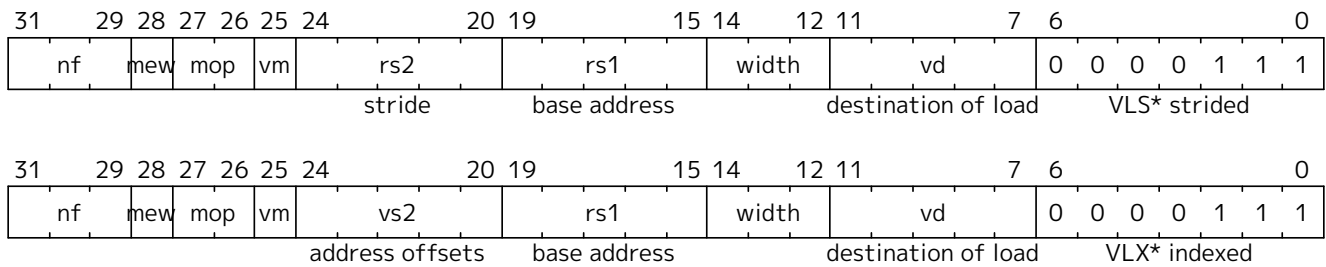 31 29 28 27 26 25 24 20 19 15 14 12 11 7 6 0
nf mew mop vm rs2 rs1 width vd 0 0 0 0 1 1 1
stride base address destination of load VLS* strided
31 29 28 27 26 25 24 20 19 15 14 12 11 7 6 0
nf mew mop vm vs2 rs1 width vd 0 0 0 0 1 1 1
address offsets base address destination of load VLX* indexed